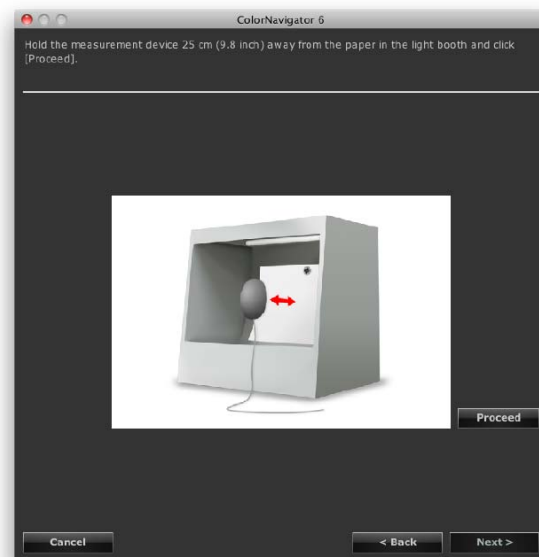 ColorNavigator 6
Hold the measurement device 25 cm (9.8 inch) away from the paper in the light booth and click
[Proceed].
Proceed
Cancel
< Back
Next >